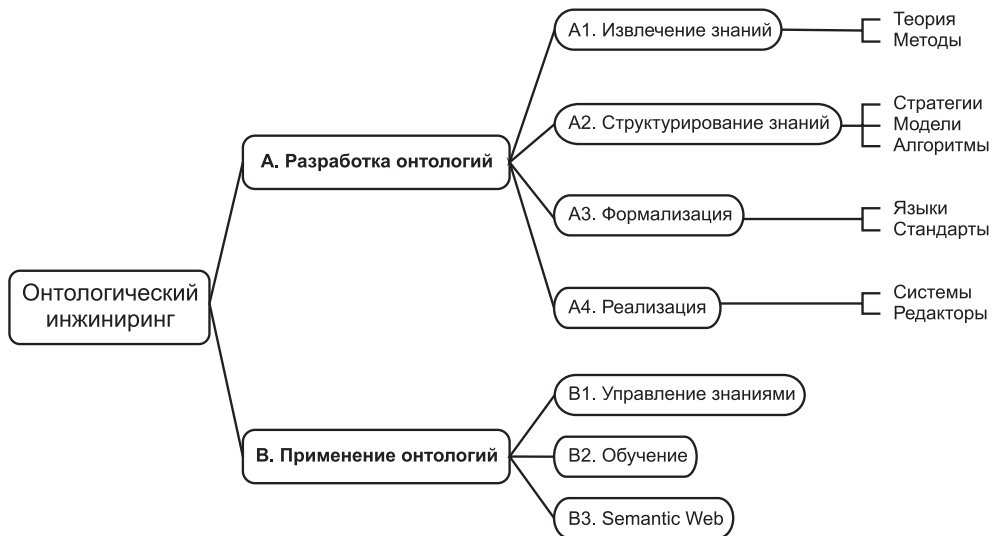 Онтологический
инжиниринг
А. Разработка онтологий
А1. Извлечение знаний
Теория
Методы
А2. Структурирование знаний
Стратегии
Модели
Алгоритмы
А3. Формализация
Языки
Стандарты
А4. Реализация
Системы
Редакторы
В. Применение онтологий
В1. Управление знаниями
В2. Обучение
В3. Semantic Web